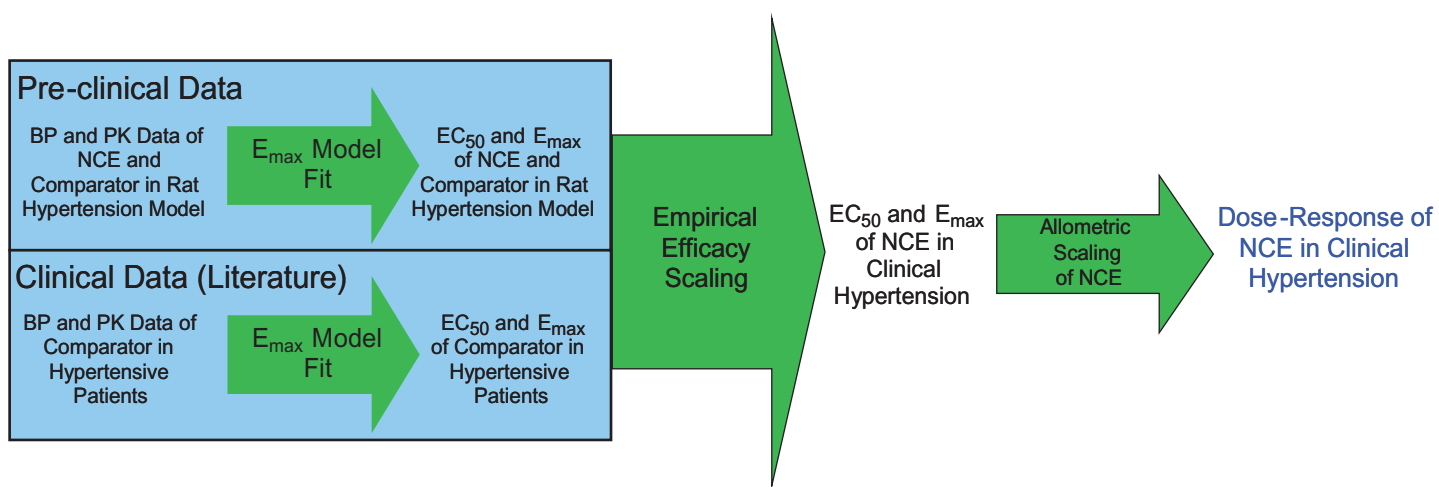 Pre-clinical Data
BP and PK Data of
NCE and
Comparator in Rat
Hypertension Model
Emax Model
Fit
EC50 and Emax
of NCE and
Comparator in Rat
Hypertension Model
Clinical Data (Literature)
BP and PK Data of
Comparator in
Hypertensive
Patients
Emax Model
Fit
EC50 and Emax
of Comparator in
Hypertensive
Patients
Empirical
Efficacy
Scaling
EC50 and Emax
of NCE in
Clinical
Hypertension
Allometric
Scaling
of NCE
Dose-Response of
NCE in Clinical
Hypertension